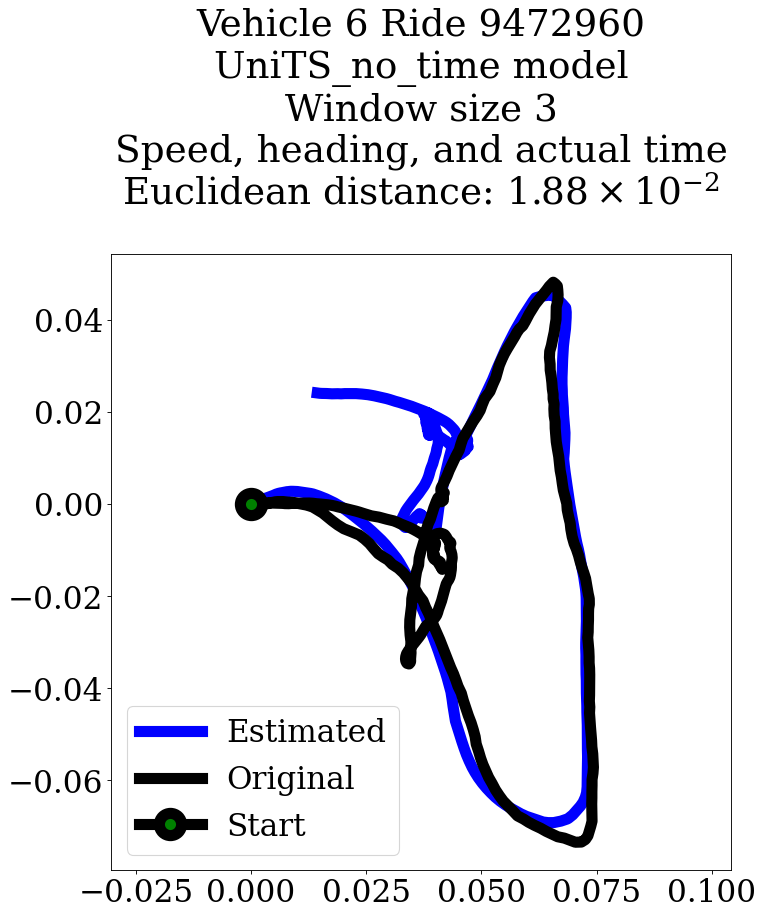 Vehicle 6 Ride 9472960
UniTS_no_time model
Window size 3
Speed, heading, and actual time
Euclidean distance: 1.88 × 10⁻²
0.04
0.02
0.00
−0.02
−0.04
−0.06
Estimated
Original
Start
−0.025 0.000 0.025 0.050 0.075 0.100